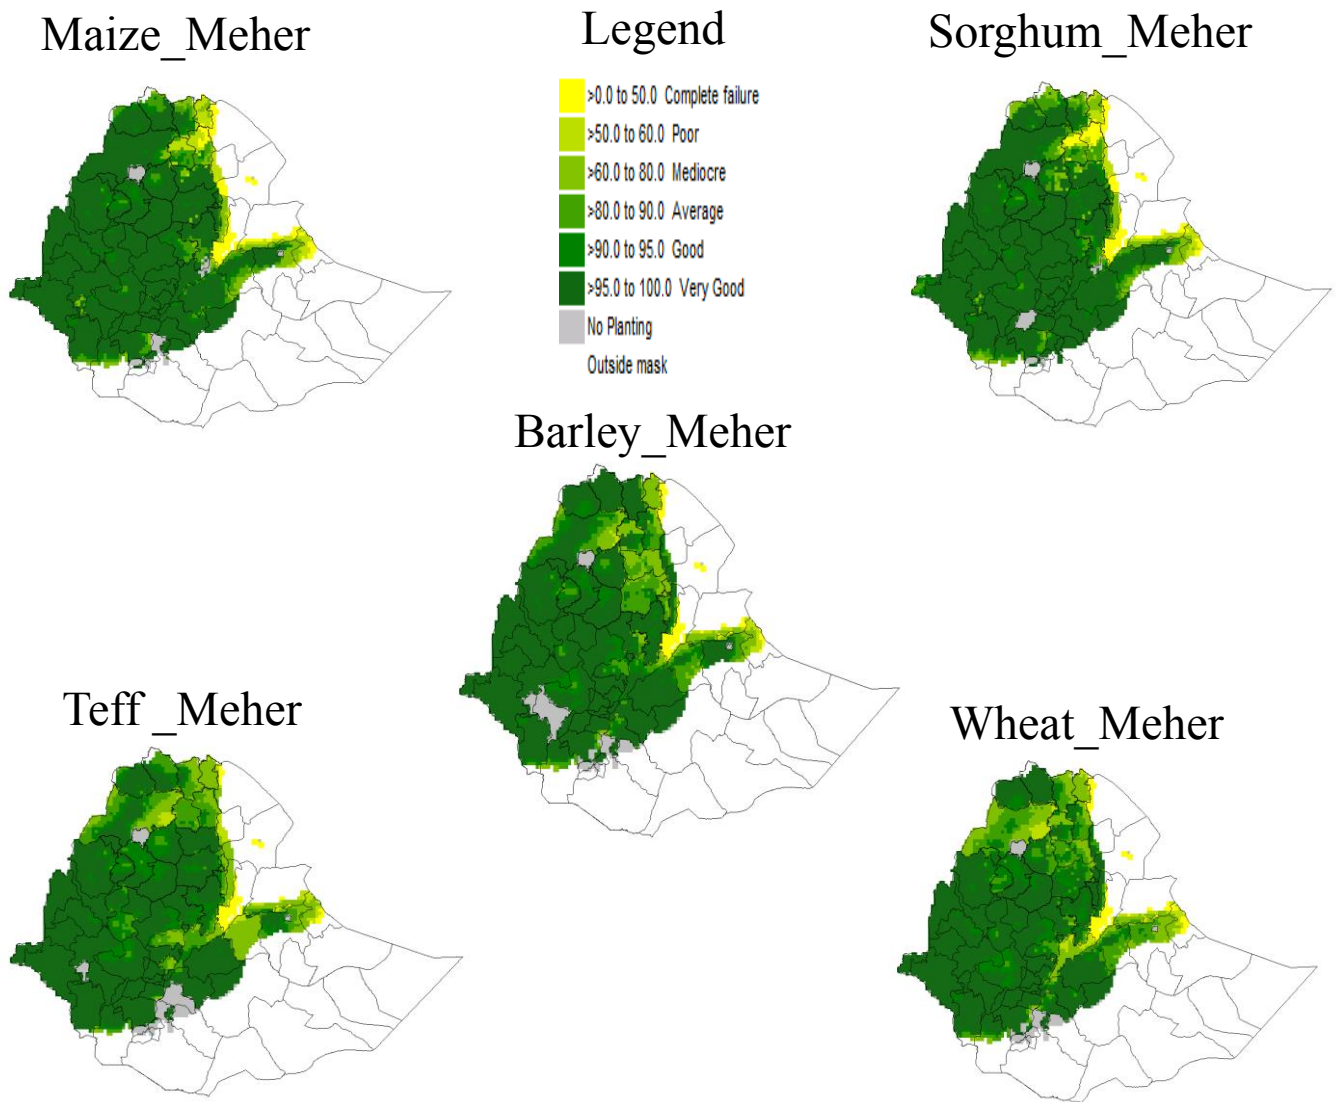 Maize_Meher
Legend
Sorghum_Meher
>0.0 to 50.0 Complete failure
>50.0 to 60.0 Poor
>60.0 to 80.0 Mediocre
>80.0 to 90.0 Average
>90.0 to 95.0 Good
>95.0 to 100.0 Very Good
No Planting
Outside mask
Barley_Meher
Teff _Meher
Wheat_Meher